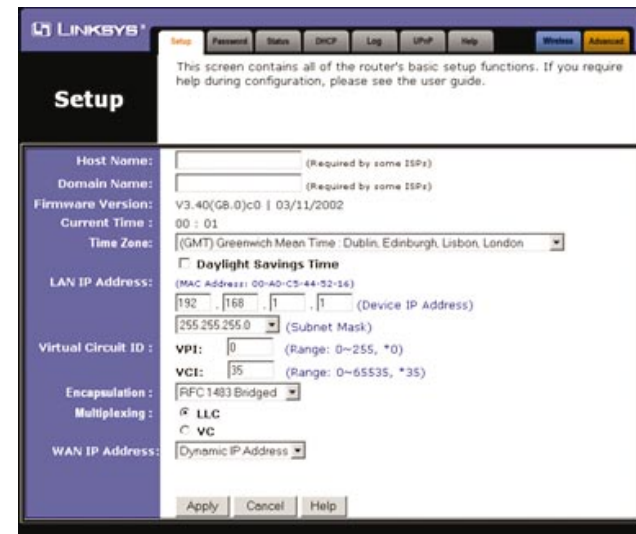 LINKSYS®
Setup Password Status DHCP Log UPnP Help Wireless Advanced
Setup
This screen contains all of the router's basic setup functions. If you require
help during configuration, please see the user guide.
Host Name: (Required by some ISPs)
Domain Name: (Required by some ISPs)
Firmware Version: V3.40(GB.0)c0 | 03/11/2002
Current Time : 00 : 01
Time Zone: (GMT) Greenwich Mean Time : Dublin, Edinburgh, Lisbon, London
Daylight Savings Time
LAN IP Address: (MAC Address: 00-A0-C5-44-52-16)
192 . 168 . 1 . 1 (Device IP Address)
255.255.255.0 (Subnet Mask)
Virtual Circuit ID : VPI: 0 (Range: 0~255, *0)
VCI: 35 (Range: 0~65535, *35)
Encapsulation : RFC 1483 Bridged
Multiplexing : LLC
VC
WAN IP Address: Dynamic IP Address
Apply Cancel Help